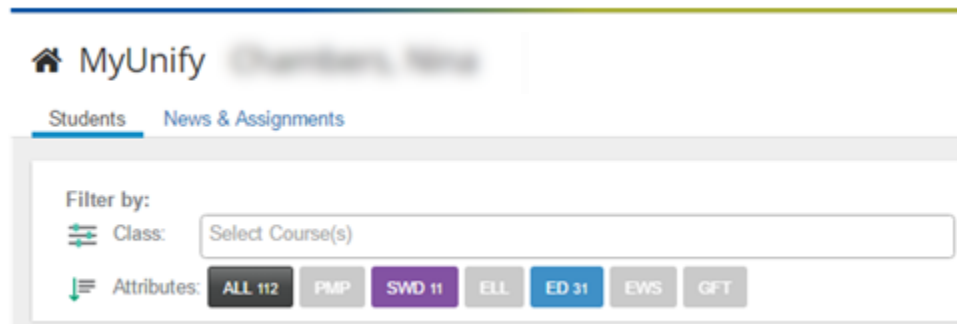 MyUnify
Students News & Assignments
Filter by:
Class: Select Course(s)
Attributes: ALL 112 PMP SWD 11 ELL ED 31 EWS GFT